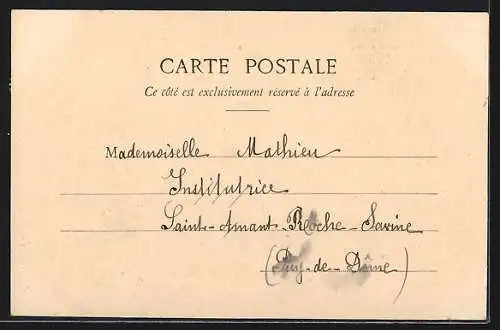 CARTE POSTALE
Ce côté est exclusivement réservé à l'adresse
Mademoiselle Mathieu
Institutrice
Saint-Amant-Roche-Savine
(Puy-de-Dôme)